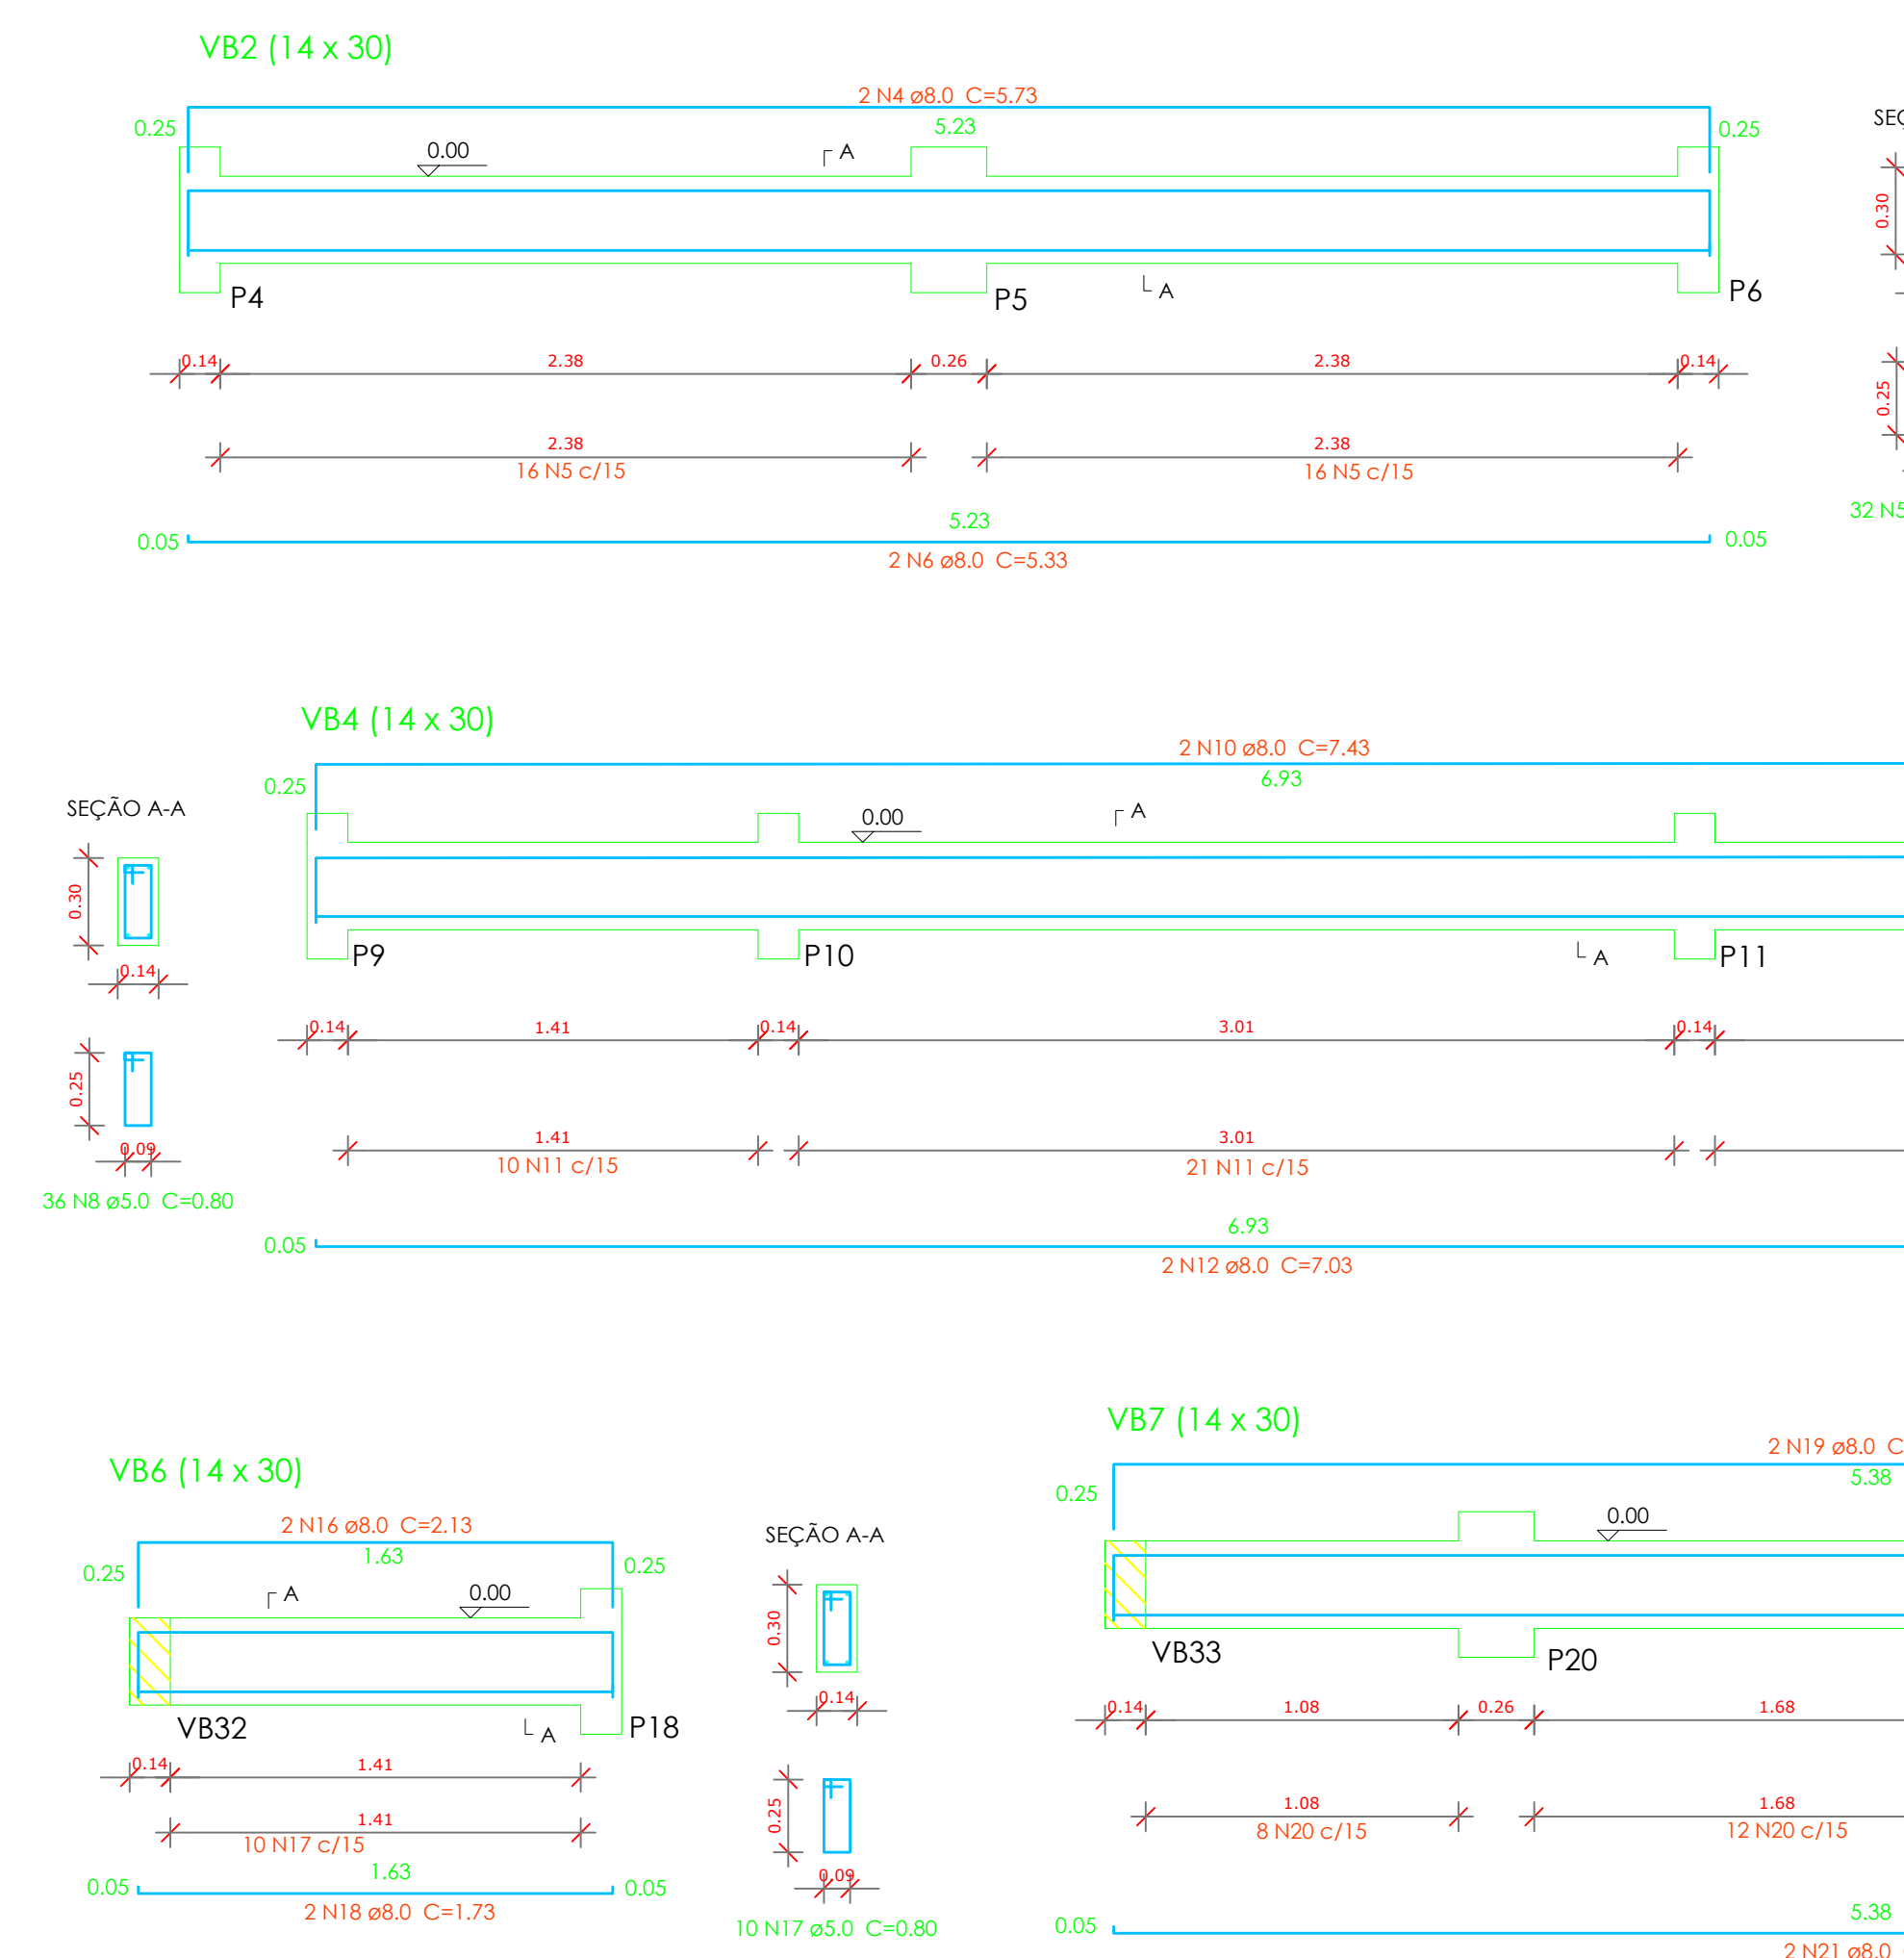 VB2 (14 x 30)
2 N4 ø8.0 C=5.73
0.25
5.23
0.25
0.00
A
P4
P5
A
P6
0.14
2.38
0.26
2.38
0.14
2.38
2.38
16 N5 c/15
16 N5 c/15
5.23
0.05
0.05
2 N6 ø8.0 C=5.33
SEÇ
0.30
0.25
32 N5
VB4 (14 x 30)
2 N10 ø8.0 C=7.43
0.25
6.93
0.00
A
P9
P10
A
P11
0.14
1.41
0.14
3.01
0.14
1.41
3.01
10 N11 c/15
21 N11 c/15
6.93
0.05
2 N12 ø8.0 C=7.03
SEÇÃO A-A
0.30
0.14
0.25
0.09
36 N8 ø5.0 C=0.80
VB6 (14 x 30)
2 N16 ø8.0 C=2.13
0.25
1.63
0.25
A
0.00
VB32
A
P18
0.14
1.41
1.41
10 N17 c/15
1.63
0.05
0.05
2 N18 ø8.0 C=1.73
SEÇÃO A-A
0.30
0.14
0.25
0.09
10 N17 ø5.0 C=0.80
VB7 (14 x 30)
2 N19 ø8.0 C
0.25
5.38
0.00
VB33
P20
0.14
1.08
0.26
1.68
1.08
1.68
8 N20 c/15
12 N20 c/15
5.38
0.05
2 N21 ø8.0